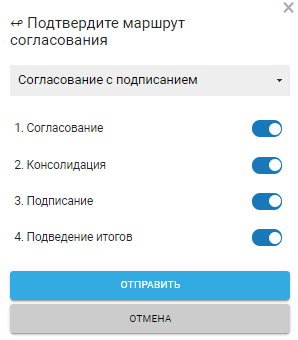 Подтвердите маршрут
согласования
Согласование с подписанием
1. Согласование
2. Консолидация
3. Подписание
4. Подведение итогов
ОТПРАВИТЬ
ОТМЕНА